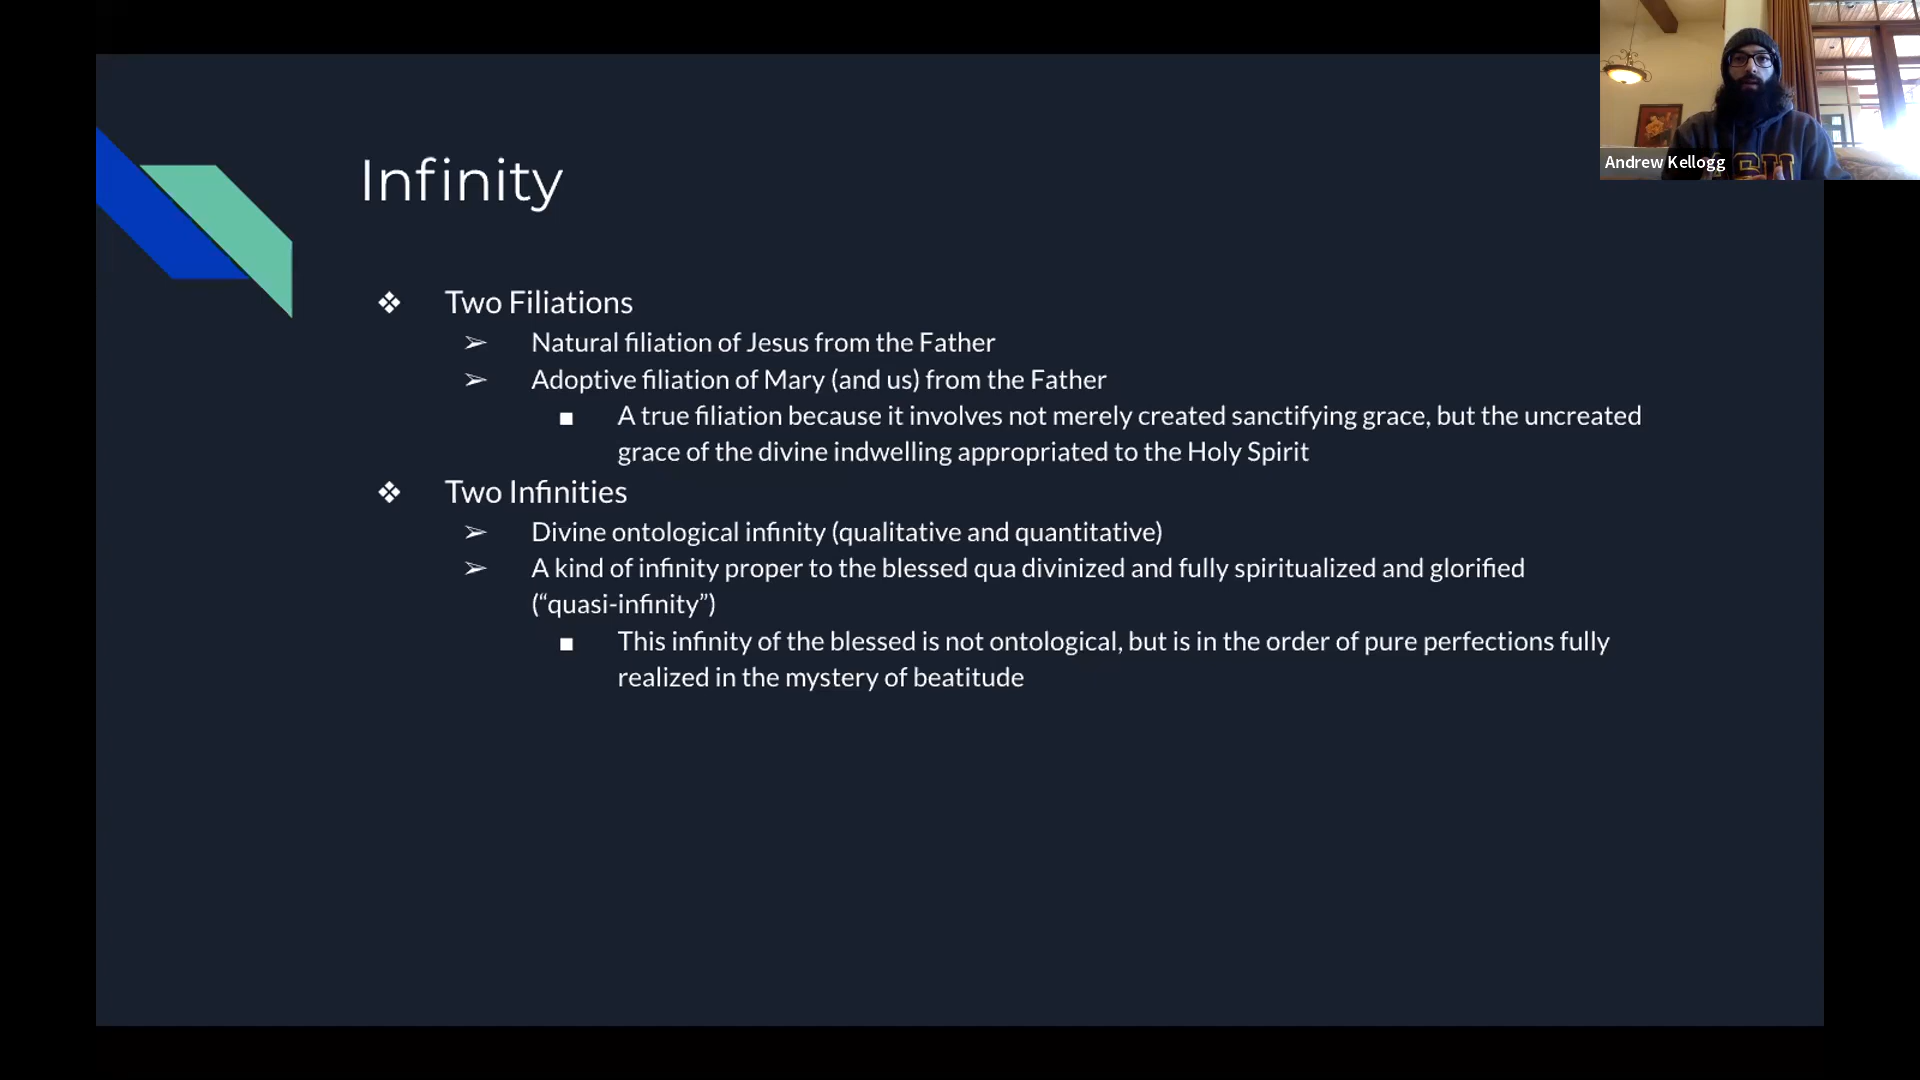 Infinity
Andrew Kellogg
❖ Two Filiations
➢ Natural filiation of Jesus from the Father
➢ Adoptive filiation of Mary (and us) from the Father
■ A true filiation because it involves not merely created sanctifying grace, but the uncreated
grace of the divine indwelling appropriated to the Holy Spirit
❖ Two Infinities
➢ Divine ontological infinity (qualitative and quantitative)
➢ A kind of infinity proper to the blessed qua divinized and fully spiritualized and glorified
(“quasi-infinity”)
■ This infinity of the blessed is not ontological, but is in the order of pure perfections fully
realized in the mystery of beatitude